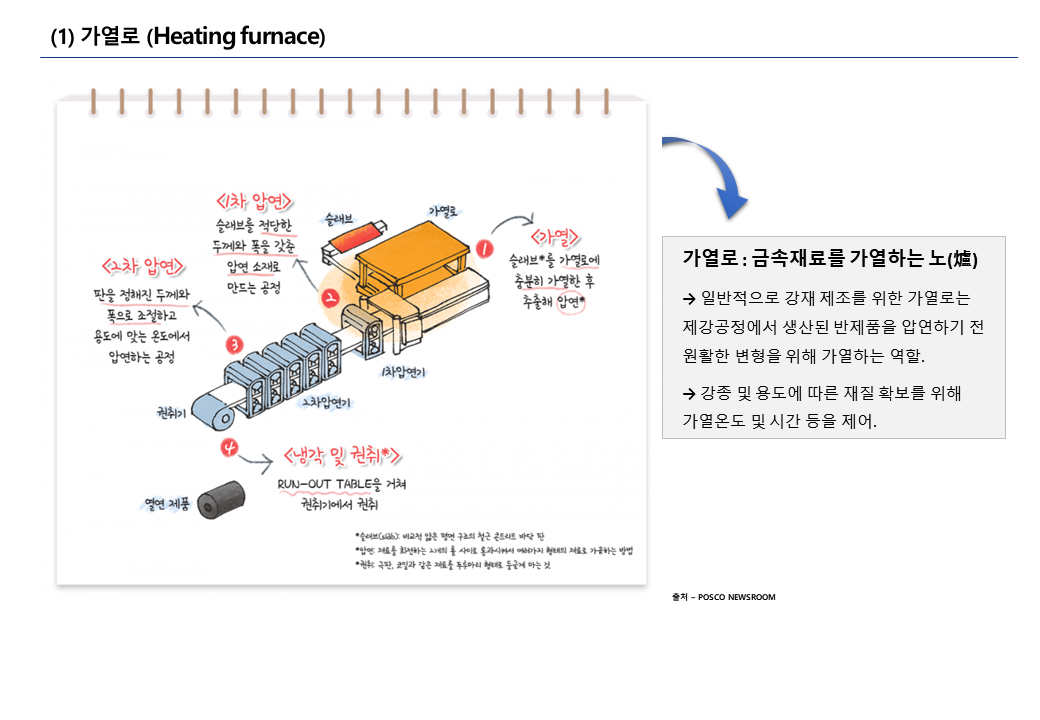 (1) 가열로 (Heating furnace)
<1차 압연>
슬래브를 적당한
두께와 폭을 갖춘
압연 소재로
만드는 공정
슬래브
가열로
1
<가열>
슬래브*를 가열로에
충분히 가열한 후
추출해 압연*
<2차 압연>
판을 정해진 두께와
폭으로 조절하고
용도에 맞는 온도에서
압연하는 공정
2
3
1차압연기
2차압연기
권취기
4
<냉각 및 권취*>
RUN-OUT TABLE을 거쳐
권취기에서 권취
열연 제품
*슬래브(slab): 비교적 얇은 평면 구조의 철근 콘크리트 바닥 판
*압연: 재료를 회전하는 2개의 롤 사이로 통과시켜서 여러가지 형태의 재료로 가공하는 방법
*권취: 극판, 코일과 같은 재료를 두루마리 형태로 둥글게 마는 것
가열로 : 금속재료를 가열하는 노(爐)
→ 일반적으로 강재 제조를 위한 가열로는
제강공정에서 생산된 반제품을 압연하기 전
원활한 변형을 위해 가열하는 역할.
→ 강종 및 용도에 따른 재질 확보를 위해
가열온도 및 시간 등을 제어.
출처 – POSCO NEWSROOM